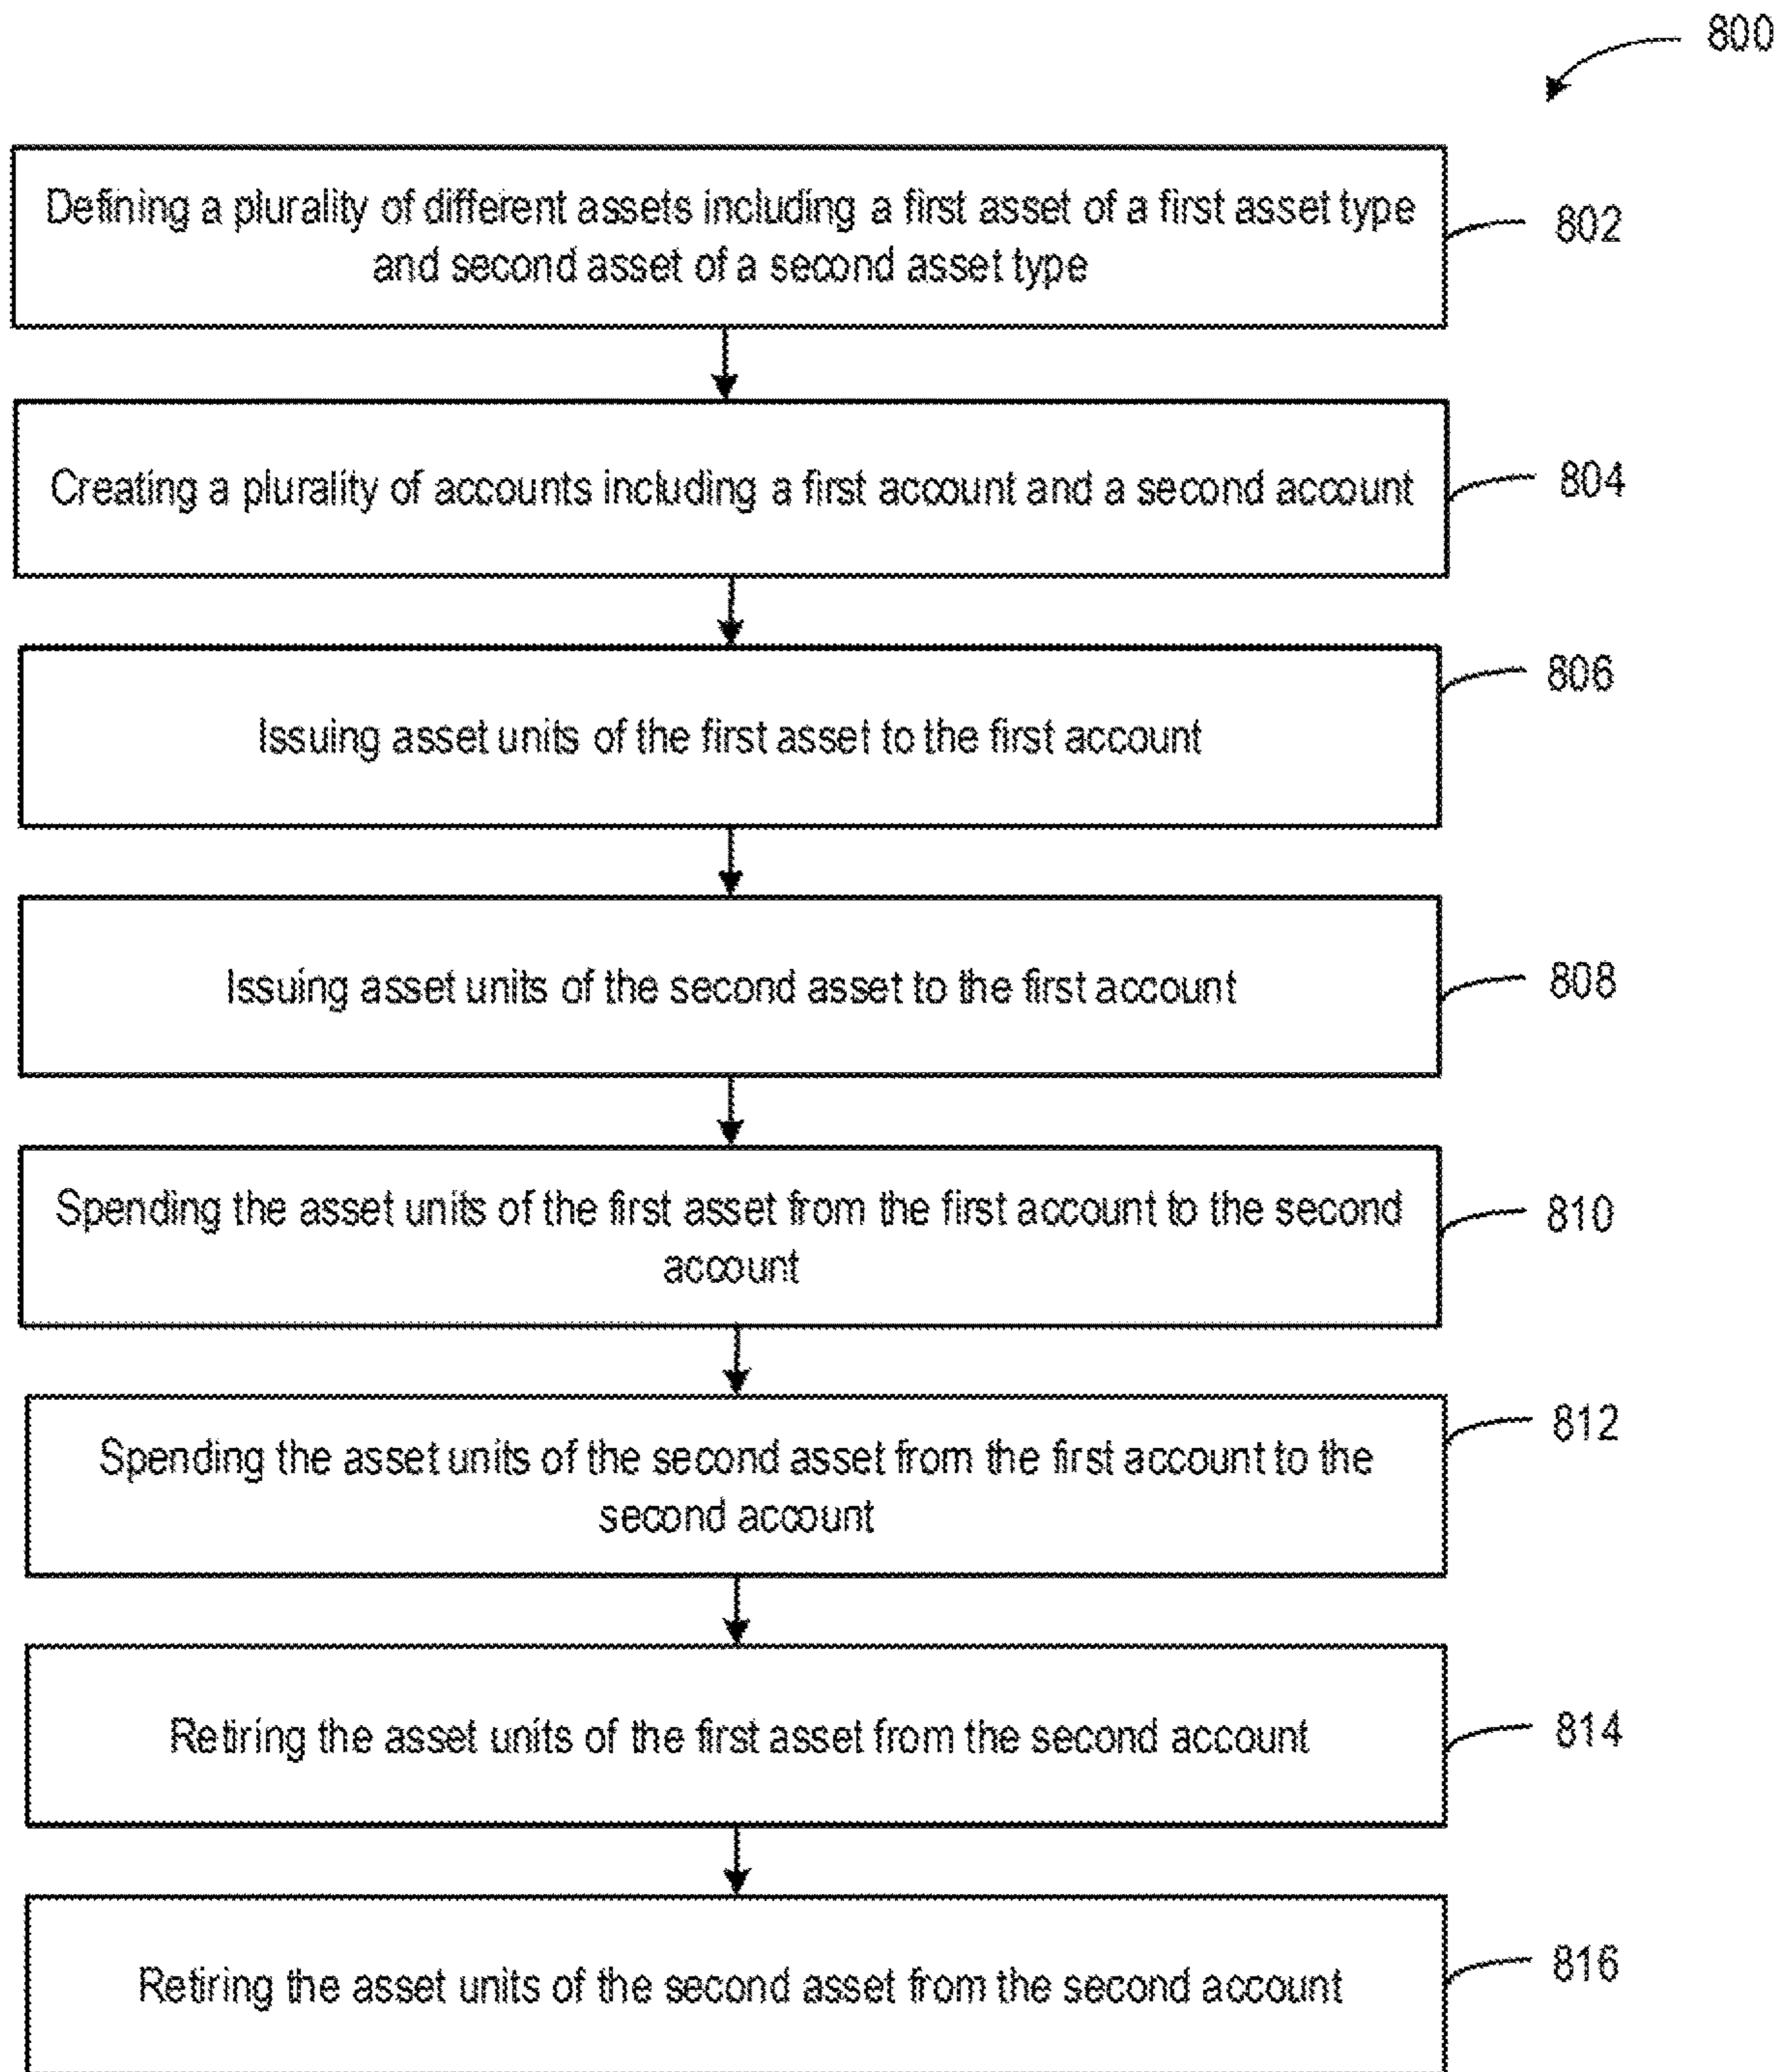 800
Defining a plurality of different assets including a first asset of a first asset type
and second asset of a second asset type
802
Creating a plurality of accounts including a first account and a second account
804
806
Issuing asset units of the first asset to the first account
Issuing asset units of the second asset to the first account
808
Spending the asset units of the first asset from the first account to the second
account
810
812
Spending the asset units of the second asset from the first account to the
second account
Retiring the asset units of the first asset from the second account
814
Retiring the asset units of the second asset from the second account
816